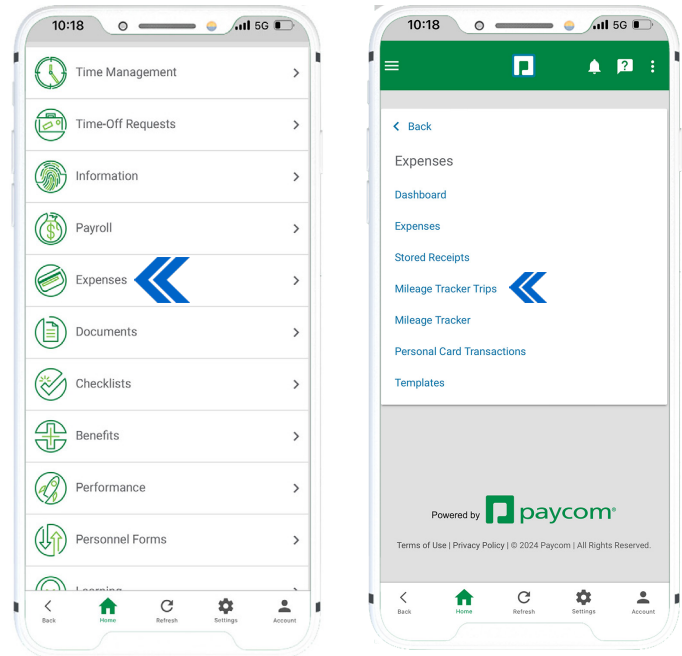 10:18
5G
Time Management
Time-Off Requests
Information
Payroll
Expenses
Documents
Checklists
Benefits
Performance
Personnel Forms
Learning
Back
Home
Refresh
Settings
Account
10:18
5G
Back
Expenses
Dashboard
Expenses
Stored Receipts
Mileage Tracker Trips
Mileage Tracker
Personal Card Transactions
Templates
Powered by paycom®
Terms of Use | Privacy Policy | © 2024 Paycom | All Rights Reserved.
Back
Home
Refresh
Settings
Account